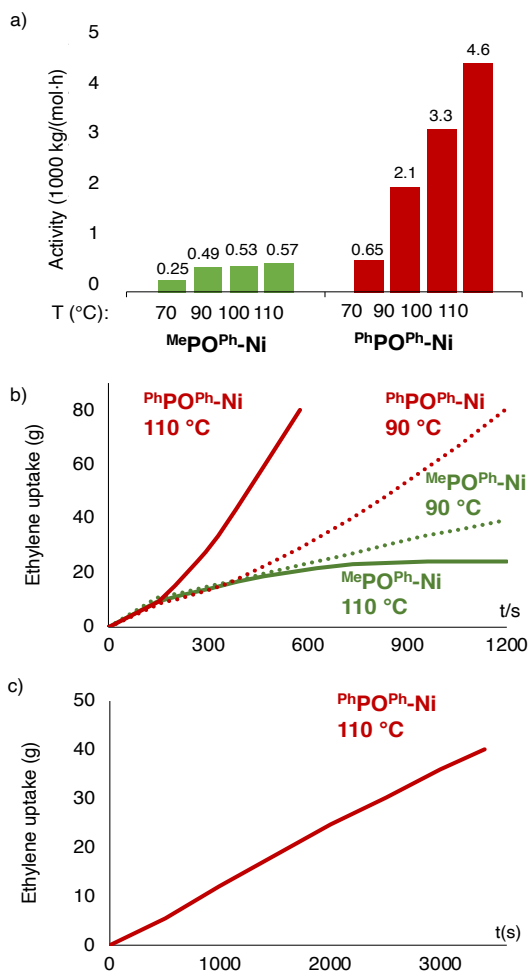 a)
Activity (1000 kg/(mol·h)
5
4
3
2
1
0
0.25
0.49
0.53
0.57
0.65
2.1
3.3
4.6
T (°C): 70 90 100 110 70 90 100 110
MePOPh-Ni PhPOPh-Ni
b)
Ethylene uptake (g)
80
60
40
20
0
PhPOPh-Ni
110 °C
PhPOPh-Ni
90 °C
MePOPh-Ni
90 °C
MePOPh-Ni
110 °C
t/s
0 300 600 900 1200
c)
Ethylene uptake (g)
50
40
30
20
10
0
PhPOPh-Ni
110 °C
t(s)
0 1000 2000 3000